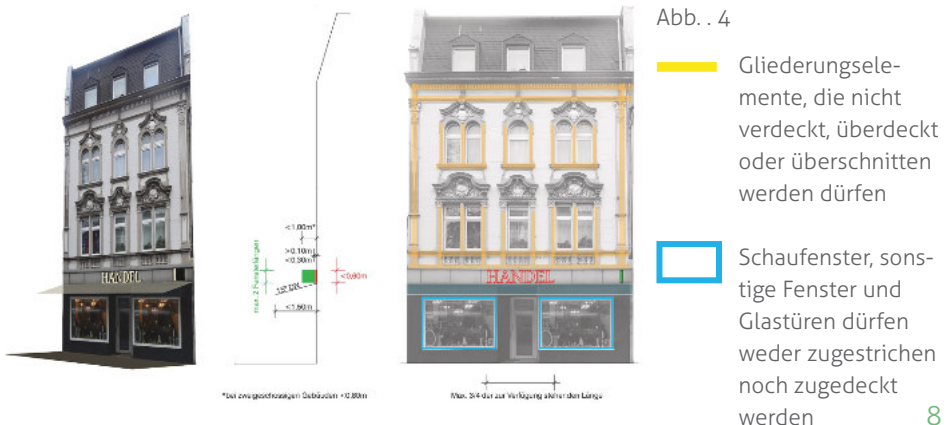 Abb. . 4
Gliederungsele-
mente, die nicht
verdeckt, überdeckt
oder überschnitten
werden dürfen
Schaufenster, sons-
tige Fenster und
Glastüren dürfen
weder zugestrichen
noch zugedeckt
werden
HANDEL
<1,00m*
>0,10m
<0,30m
<0,60m
<1,50m
HANDEL
*bei zweigeschossigen Gebäuden <0,80m
Max. 3/4 der zur Verfügung stehenden Länge
8